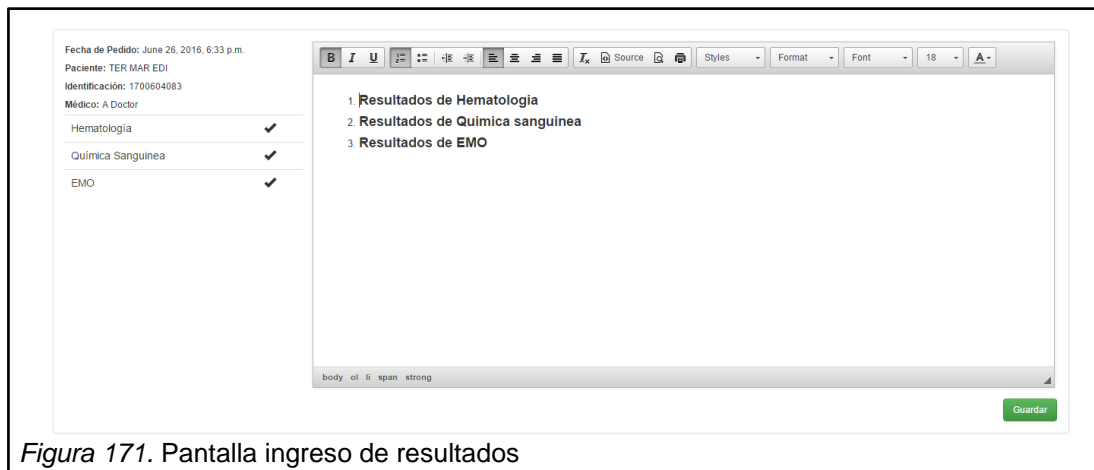 Fecha de Pedido: June 26, 2016, 6:33 p.m.
Paciente: TER MAR EDI
Identificación: 1700604083
Médico: A Doctor
Hematología
Química Sanguinea
EMO
B I U Source Styles Format Font 18 A
1. Resultados de Hematologia
2. Resultados de Quimica sanguinea
3. Resultados de EMO
body ol li span strong
Guardar
Figura 171. Pantalla ingreso de resultados